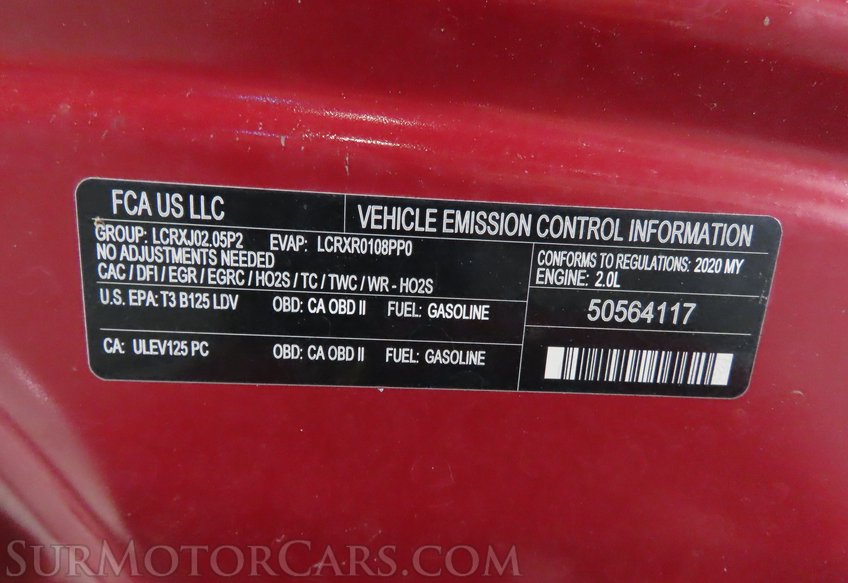 FCA US LLC
VEHICLE EMISSION CONTROL INFORMATION
GROUP: LCRXJ02.05P2 EVAP: LCRXR0108PP0
NO ADJUSTMENTS NEEDED
CAC / DFI / EGR / EGRC / HO2S / TC / TWC / WR - HO2S
U.S. EPA: T3 B125 LDV OBD: CA OBD II FUEL: GASOLINE
CA: ULEV125 PC OBD: CA OBD II FUEL: GASOLINE
CONFORMS TO REGULATIONS: 2020 MY
ENGINE: 2.0L
50564117
SURMOTORCARS.COM